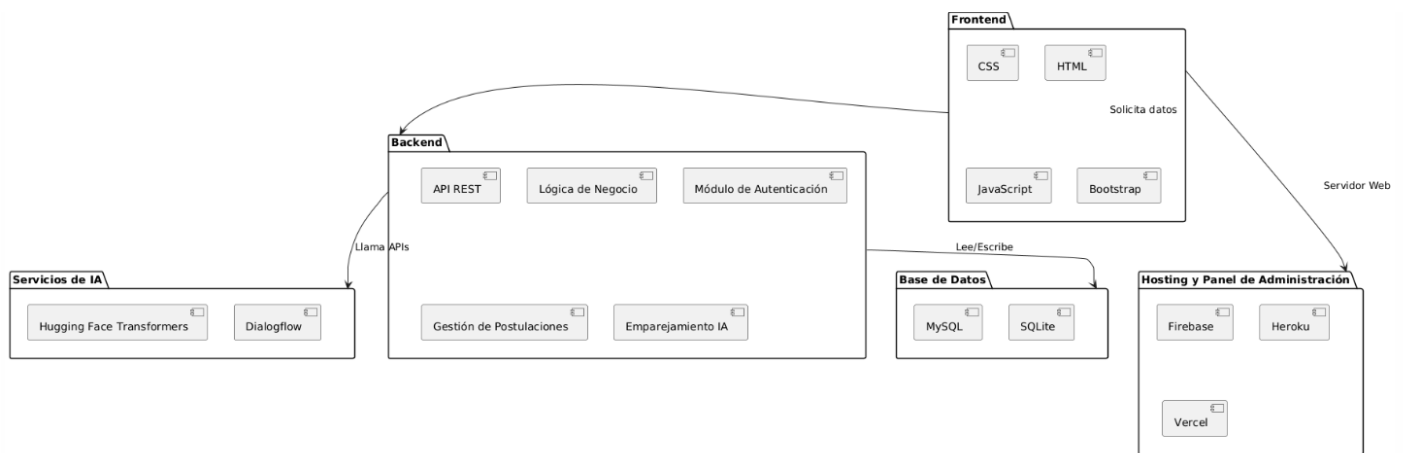 Frontend
CSS
HTML
Solicita datos
JavaScript
Bootstrap
Servidor Web
Backend
API REST
Lógica de Negocio
Módulo de Autenticación
Gestión de Postulaciones
Emparejamiento IA
Llama APIs
Lee/Escribe
Servicios de IA
Hugging Face Transformers
Dialogflow
Base de Datos
MySQL
SQLite
Hosting y Panel de Administración
Firebase
Heroku
Vercel